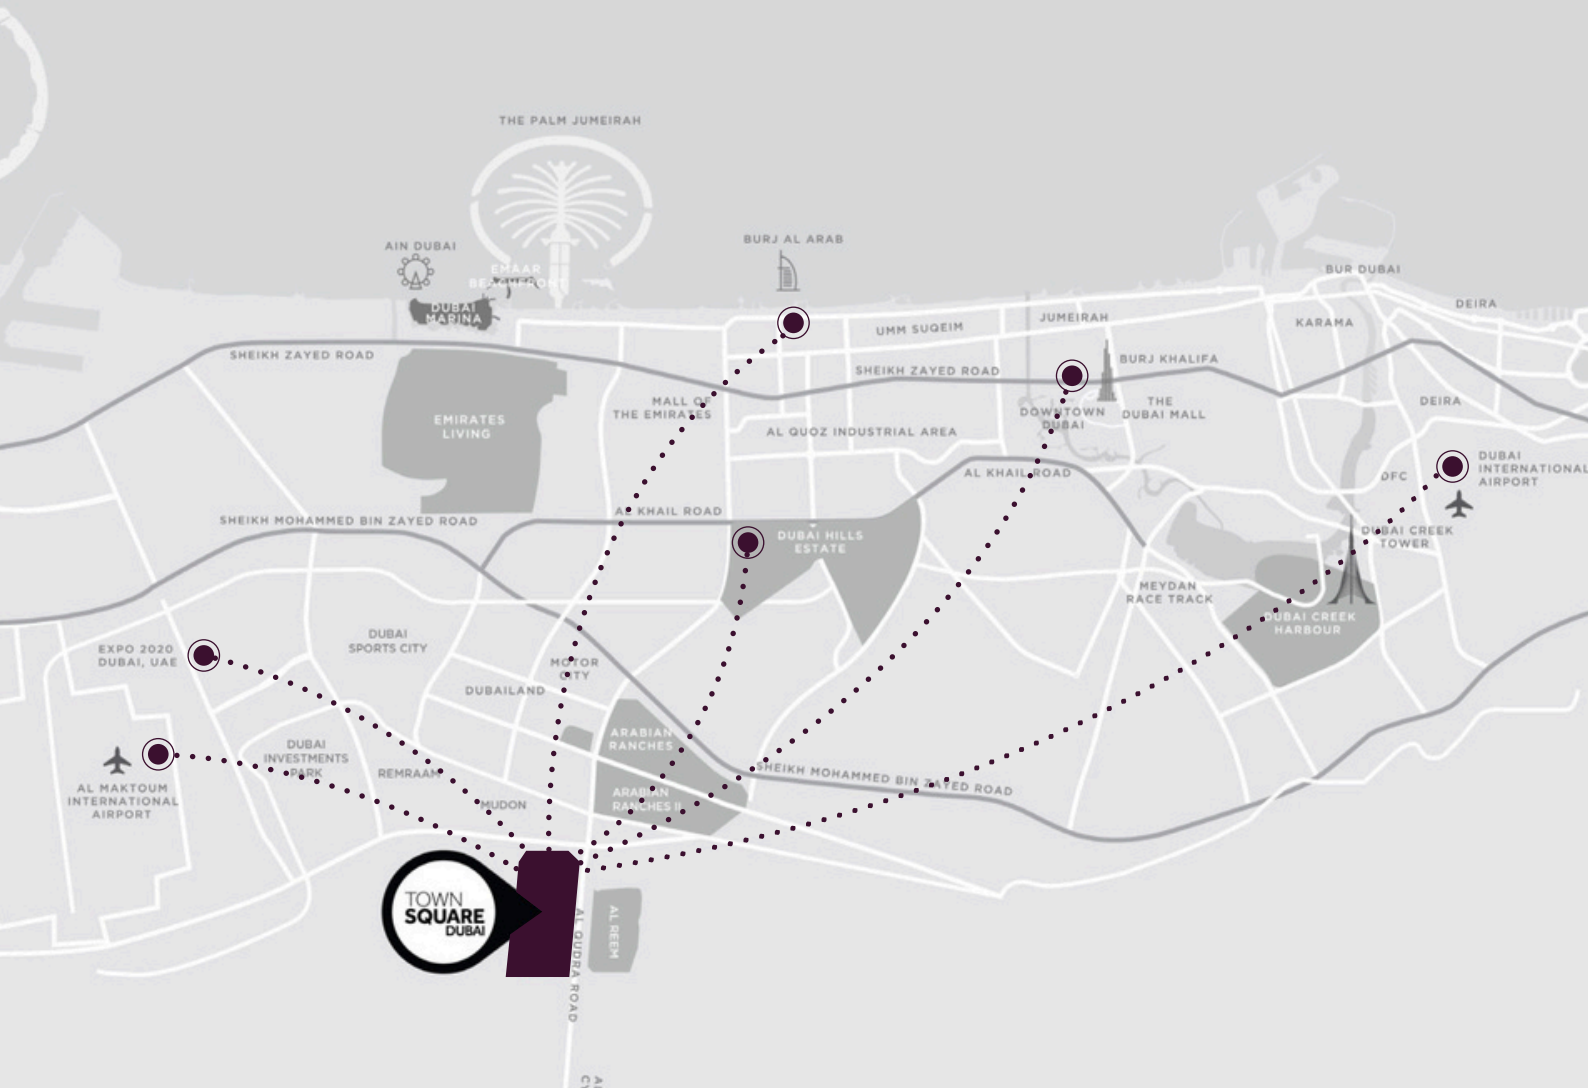 THE PALM JUMEIRAH
AIN DUBAI
BURJ AL ARAB
EMAAR
BEACHFRONT
BUR DUBAI
DUBAI
MARINA
DEIRA
JUMEIRAH
KARAMA
UMM SUQEIM
SHEIKH ZAYED ROAD
BURJ KHALIFA
SHEIKH ZAYED ROAD
MALL OF
THE EMIRATES
THE
DUBAI MALL
DEIRA
DOWNTOWN
DUBAI
EMIRATES
LIVING
AL QUOZ INDUSTRIAL AREA
DUBAI
INTERNATIONAL
AIRPORT
AL KHAIL ROAD
DFC
AL KHAIL ROAD
SHEIKH MOHAMMED BIN ZAYED ROAD
DUBAI HILLS
ESTATE
DUBAI CREEK
TOWER
MEYDAN
RACE TRACK
DUBAI CREEK
HARBOUR
DUBAI
SPORTS CITY
EXPO 2020
DUBAI, UAE
MOTOR
CITY
DUBAILAND
ARABIAN
RANCHES
DUBAI
INVESTMENTS
PARK
REMRAAM
SHEIKH MOHAMMED BIN ZAYED ROAD
AL MAKTOUM
INTERNATIONAL
AIRPORT
MUDON
ARABIAN
RANCHES II
TOWN
SQUARE
DUBAI
AL QUDRA ROAD
AL REEM